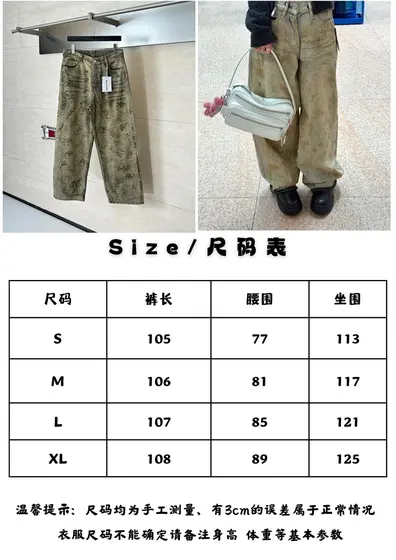 Size/尺码表
尺码 裤长 腰围 坐围
S 105 77 113
M 106 81 117
L 107 85 121
XL 108 89 125
温馨提示：尺码均为手工测量、有3cm的误差属于正常情况
衣服尺码不能确定请备注身高 体重等基本参数